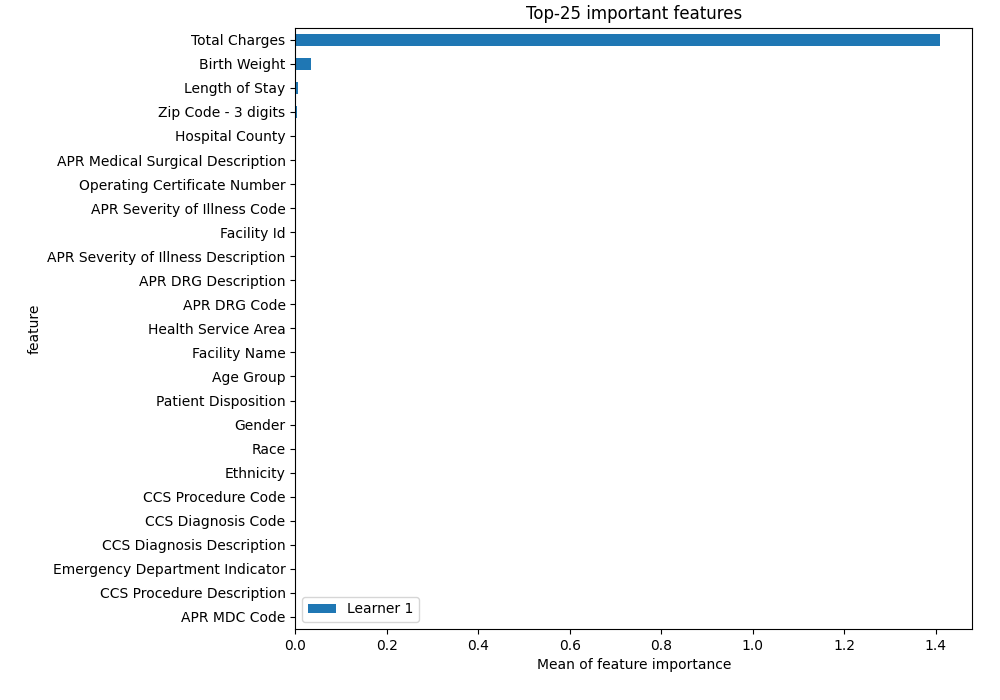 Top-25 important features
Total Charges
Birth Weight
Length of Stay
Zip Code - 3 digits
Hospital County
APR Medical Surgical Description
Operating Certificate Number
APR Severity of Illness Code
Facility Id
APR Severity of Illness Description
APR DRG Description
APR DRG Code
Health Service Area
Facility Name
Age Group
Patient Disposition
Gender
Race
Ethnicity
CCS Procedure Code
CCS Diagnosis Code
CCS Diagnosis Description
Emergency Department Indicator
CCS Procedure Description
APR MDC Code
feature
Learner 1
0.0 0.2 0.4 0.6 0.8 1.0 1.2 1.4
Mean of feature importance